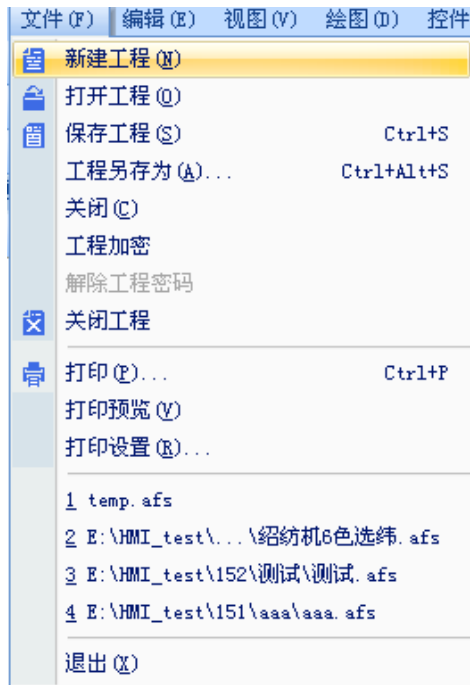 文件(F) 编辑(E) 视图(V) 绘图(D) 控件
新建工程(N)
打开工程(O)
保存工程(S) Ctrl+S
工程另存为(A)... Ctrl+Alt+S
关闭(C)
工程加密
解除工程密码
关闭工程
打印(P)... Ctrl+P
打印预览(V)
打印设置(R)...
1 temp.afs
2 E:\HMI_test\...\绍纺机6色选纬.afs
3 E:\HMI_test\152\测试\测试.afs
4 E:\HMI_test\151\aaa\aaa.afs
退出(X)